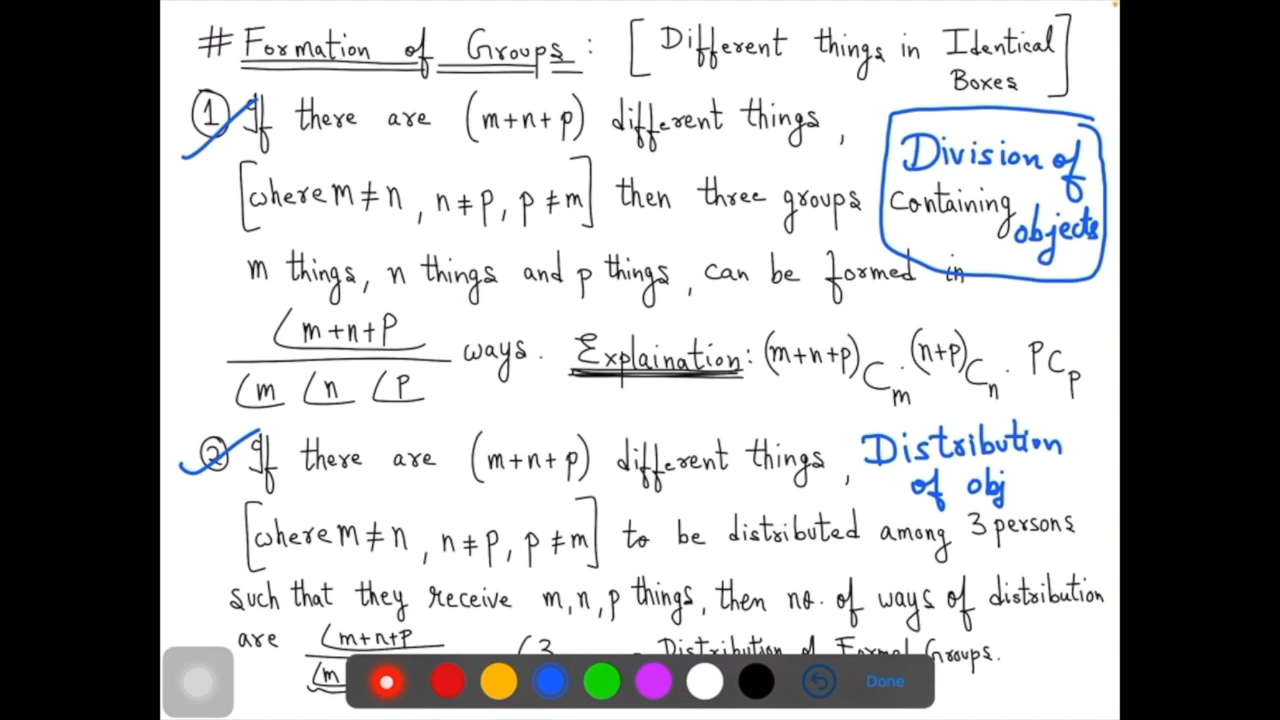 # Formation of Groups : [Different things in Identical
Boxes]
① If there are (m+n+p) different things,
[where m ≠ n, n ≠ p, p ≠ m] then three groups containing
Division of
objects
m things, n things and p things, can be formed in
∠m+n+p
∠m ∠n ∠p
ways. Explaination: (m+n+p)Cm . (n+p)Cn . PCp
② If there are (m+n+p) different things,
Distribution
of obj
[where m ≠ n, n ≠ p, p ≠ m] to be distributed among 3 persons
such that they receive m, n, p things, then no. of ways of distribution
are ∠m+n+p
∠m
Distribution of Formed Groups.
Done